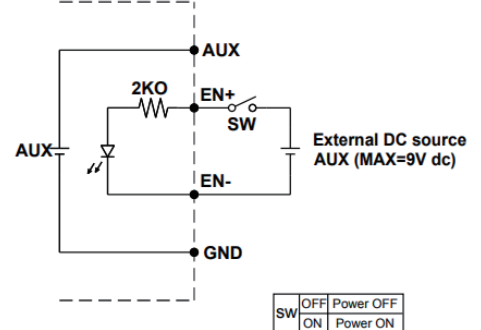 AUX
2KO
EN+
SW
AUX
External DC source
AUX (MAX=9V dc)
EN-
GND
SW OFF Power OFF
ON Power ON